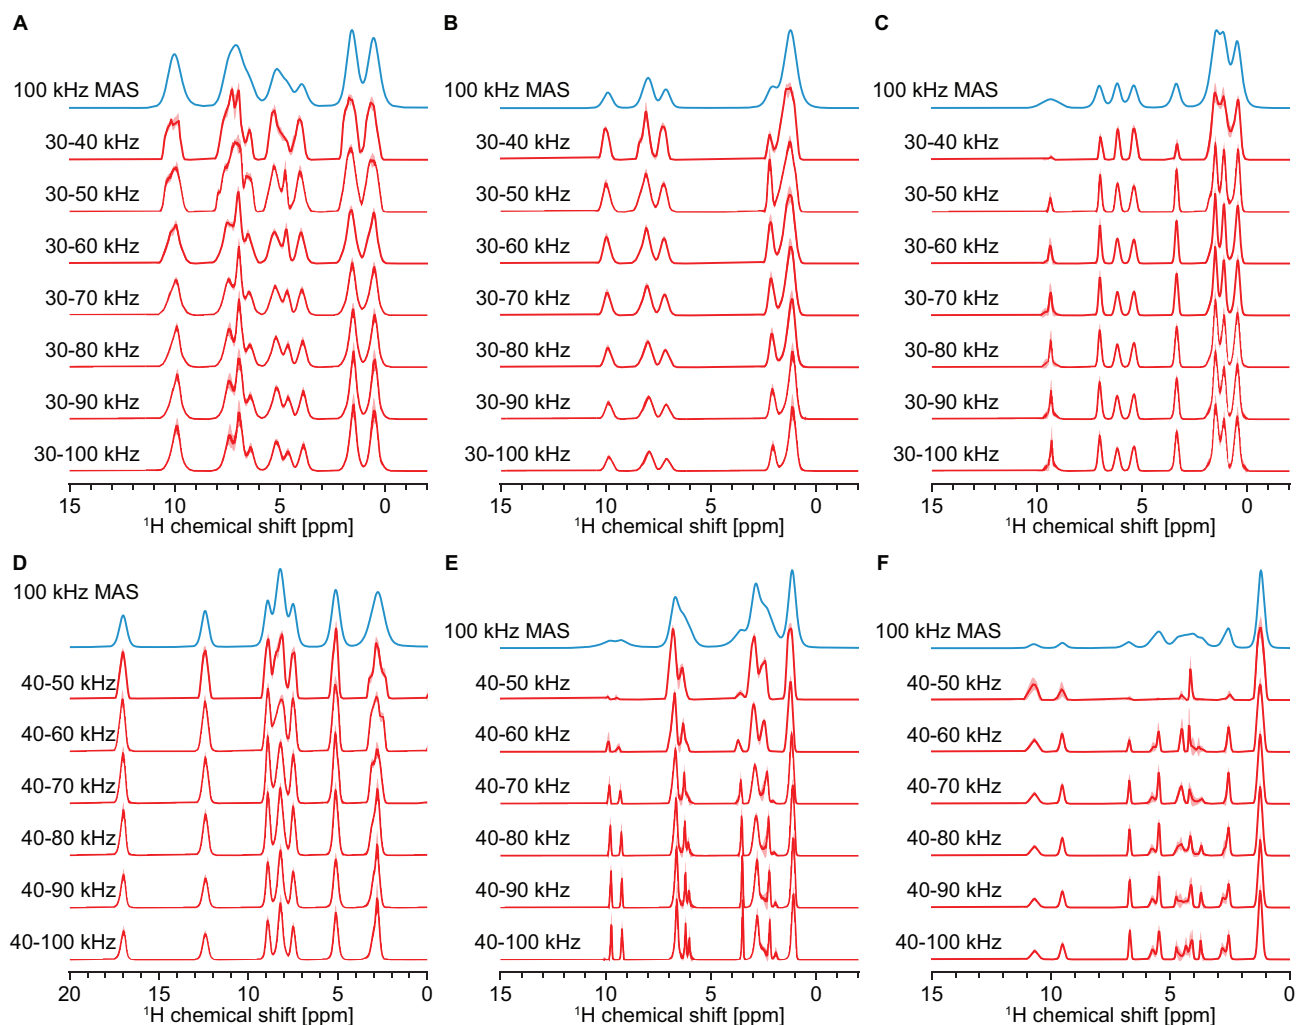 A
100 kHz MAS
30-40 kHz
30-50 kHz
30-60 kHz
30-70 kHz
30-80 kHz
30-90 kHz
30-100 kHz
15 10 5 0
¹H chemical shift [ppm]
B
100 kHz MAS
30-40 kHz
30-50 kHz
30-60 kHz
30-70 kHz
30-80 kHz
30-90 kHz
30-100 kHz
15 10 5 0
¹H chemical shift [ppm]
C
100 kHz MAS
30-40 kHz
30-50 kHz
30-60 kHz
30-70 kHz
30-80 kHz
30-90 kHz
30-100 kHz
15 10 5 0
¹H chemical shift [ppm]
D
100 kHz MAS
40-50 kHz
40-60 kHz
40-70 kHz
40-80 kHz
40-90 kHz
40-100 kHz
20 15 10 5 0
¹H chemical shift [ppm]
E
100 kHz MAS
40-50 kHz
40-60 kHz
40-70 kHz
40-80 kHz
40-90 kHz
40-100 kHz
15 10 5 0
¹H chemical shift [ppm]
F
100 kHz MAS
40-50 kHz
40-60 kHz
40-70 kHz
40-80 kHz
40-90 kHz
40-100 kHz
15 10 5 0
¹H chemical shift [ppm]